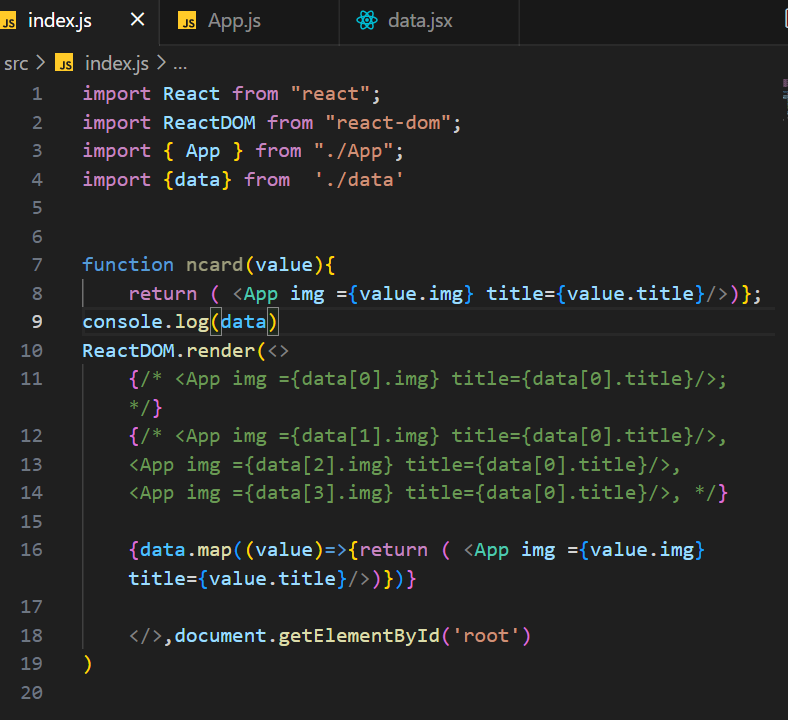 JS index.js × JS App.js data.jsx
src > JS index.js > ...
1 import React from "react";
2 import ReactDOM from "react-dom";
3 import { App } from "./App";
4 import {data} from  './data'
5
6
7 function ncard(value){
8     return ( <App img ={value.img} title={value.title}/>)};
9 console.log(data)
10 ReactDOM.render(<>
11     {/* <App img ={data[0].img} title={data[0].title}/>;
    */}
12     {/* <App img ={data[1].img} title={data[0].title}/>,
13     <App img ={data[2].img} title={data[0].title}/>,
14     <App img ={data[3].img} title={data[0].title}/>, */}
15
16     {data.map((value)=>{return ( <App img ={value.img}
    title={value.title}/>)})}
17
18     </>,document.getElementById('root')
19 )
20